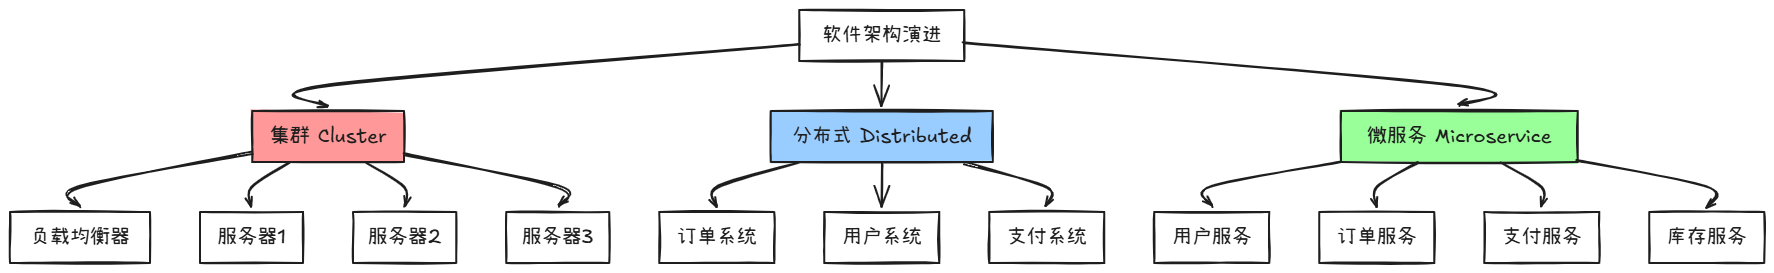 软件架构演进
集群 Cluster
分布式 Distributed
微服务 Microservice
负载均衡器
服务器1
服务器2
服务器3
订单系统
用户系统
支付系统
用户服务
订单服务
支付服务
库存服务